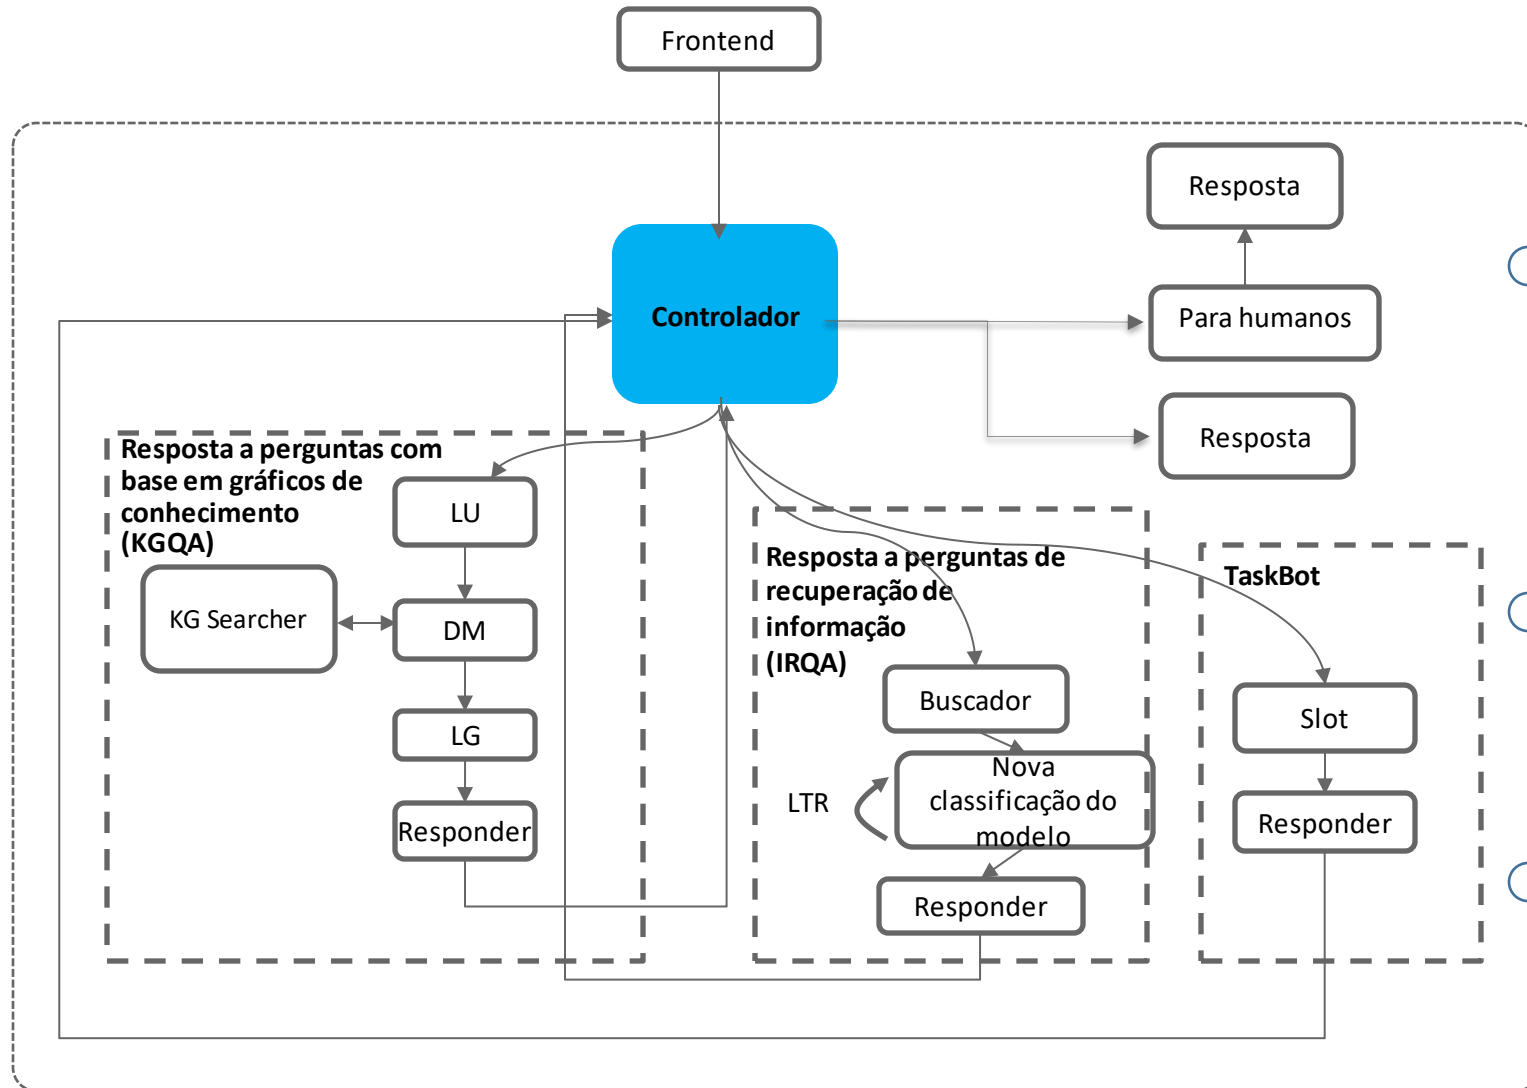 Frontend
Resposta
Para humanos
Controlador
Resposta
Resposta a perguntas com
base em gráficos de
conhecimento
(KGQA)
LU
KG Searcher
DM
LG
Responder
Resposta a perguntas de
recuperação de
informação
(IRQA)
Buscador
LTR
Nova
classificação do
modelo
Responder
TaskBot
Slot
Responder